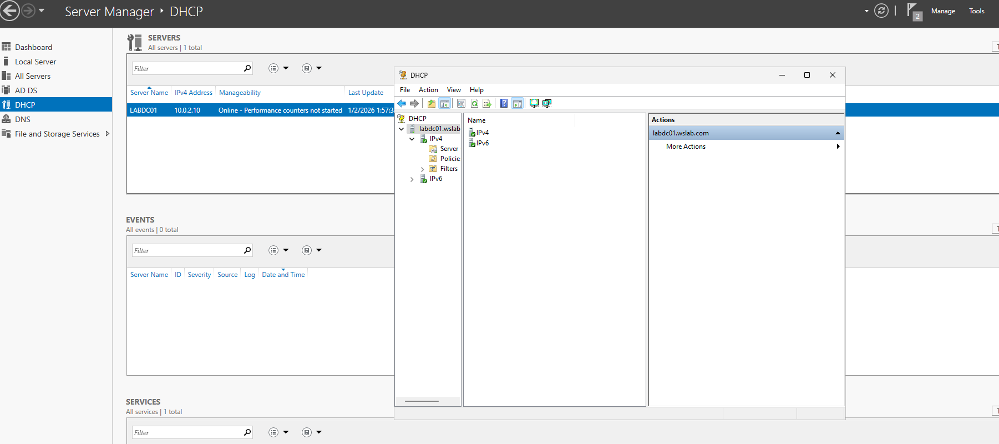 Server Manager ‣ DHCP
2
Manage
Tools
Dashboard
Local Server
All Servers
AD DS
DHCP
DNS
File and Storage Services
SERVERS
All servers | 1 total
Filter
Server Name IPv4 Address Manageability Last Update
LABDC01 10.0.2.10 Online - Performance counters not started 1/2/2026 1:57:3
EVENTS
All events | 0 total
Filter
Server Name ID Severity Source Log Date and Time
SERVICES
All services | 1 total
Filter
DHCP
File Action View Help
DHCP
labdc01.wslab
IPv4
Server
Policie
Filters
IPv6
Name
IPv4
IPv6
Actions
labdc01.wslab.com
More Actions